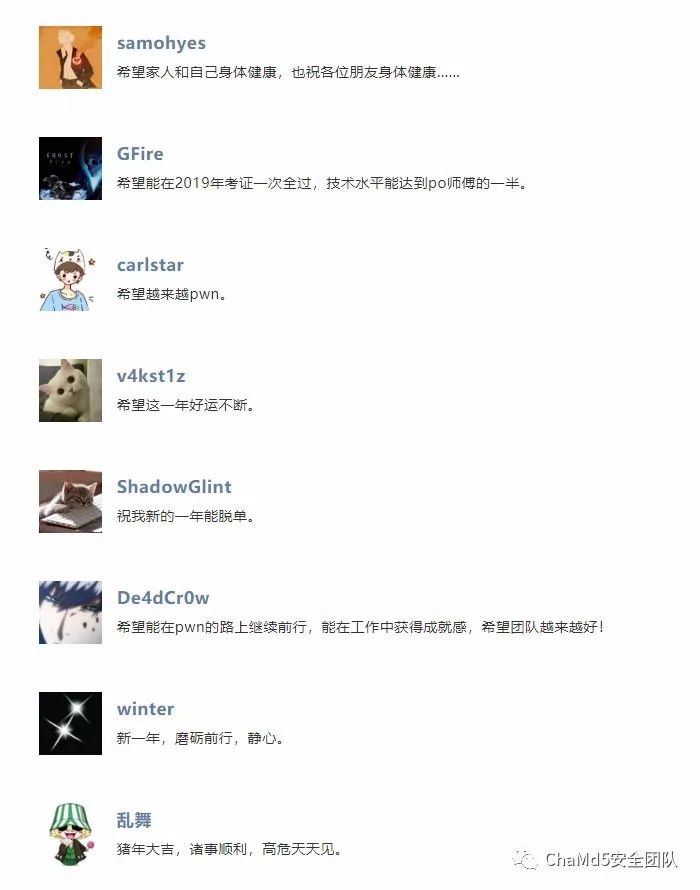 samohyes
希望家人和自己身体健康，也祝各位朋友身体健康……
GHOST
GFire
希望能在2019年考证一次全过，技术水平能达到po师傅的一半。
carlstar
希望越来越pwn。
v4kst1z
希望这一年好运不断。
ShadowGlint
祝我新的一年能脱单。
De4dCr0w
希望能在pwn的路上继续前行，能在工作中获得成就感，希望团队越来越好！
winter
新一年，磨砺前行，静心。
乱舞
猪年大吉，诸事顺利，高危天天见。
ChaMd5安全团队